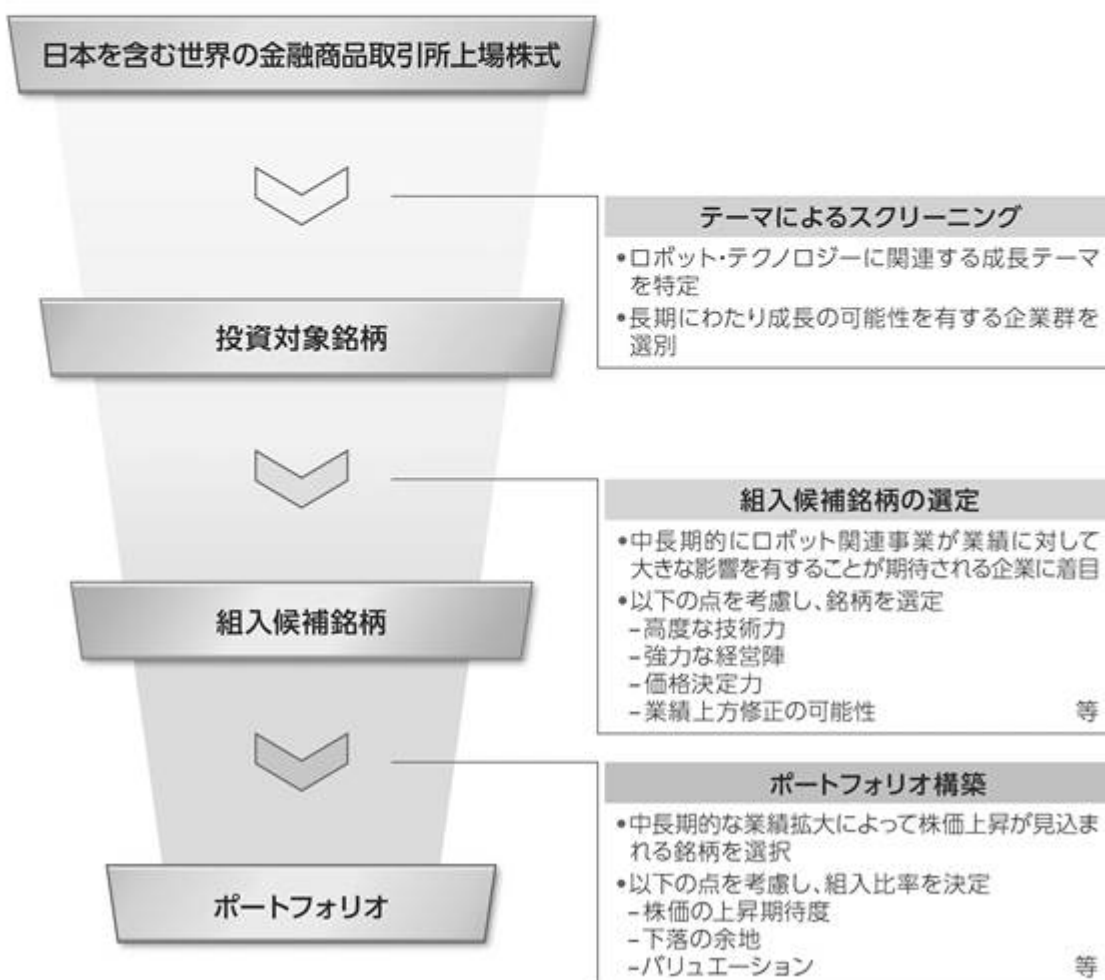 日本を含む世界の金融商品取引所上場株式
テーマによるスクリーニング
•ロボット・テクノロジーに関連する成長テーマ
を特定
•長期にわたり成長の可能性を有する企業群を
選別
投資対象銘柄
組入候補銘柄の選定
•中長期的にロボット関連事業が業績に対して
大きな影響を有することが期待される企業に着目
•以下の点を考慮し、銘柄を選定
－高度な技術力
－強力な経営陣
－価格決定力
－業績上方修正の可能性 等
組入候補銘柄
ポートフォリオ構築
•中長期的な業績拡大によって株価上昇が見込ま
れる銘柄を選択
•以下の点を考慮し、組入比率を決定
－株価の上昇期待度
－下落の余地
－バリュエーション 等
ポートフォリオ